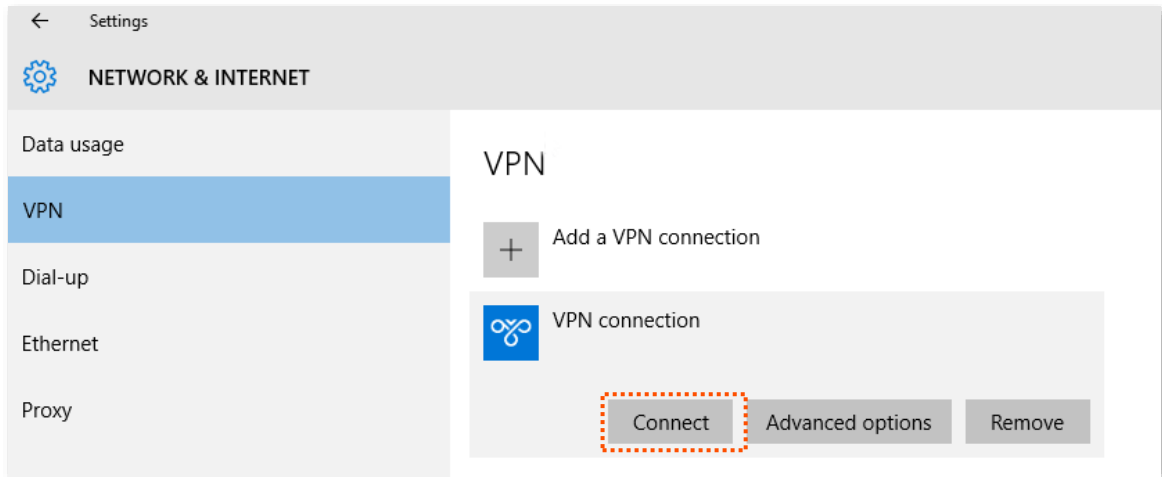 Settings
NETWORK & INTERNET
Data usage
VPN
Dial-up
Ethernet
Proxy
VPN
Add a VPN connection
VPN connection
Connect
Advanced options
Remove